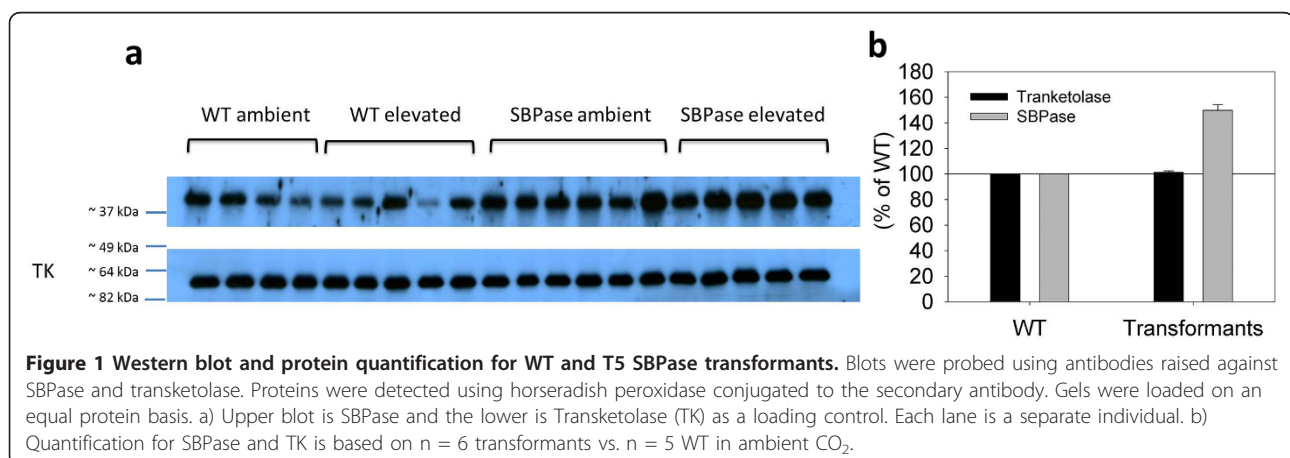 a
WT ambient
WT elevated
SBPase ambient
SBPase elevated
~ 37 kDa
~ 49 kDa
TK
~ 64 kDa
~ 82 kDa
b
180
160
140
120
100
80
60
40
20
0
(% of WT)
Tranketolase
SBPase
WT
Transformants
Figure 1 Western blot and protein quantification for WT and T5 SBPase transformants. Blots were probed using antibodies raised against
SBPase and transketolase. Proteins were detected using horseradish peroxidase conjugated to the secondary antibody. Gels were loaded on an
equal protein basis. a) Upper blot is SBPase and the lower is Transketolase (TK) as a loading control. Each lane is a separate individual. b)
Quantification for SBPase and TK is based on n = 6 transformants vs. n = 5 WT in ambient CO₂.